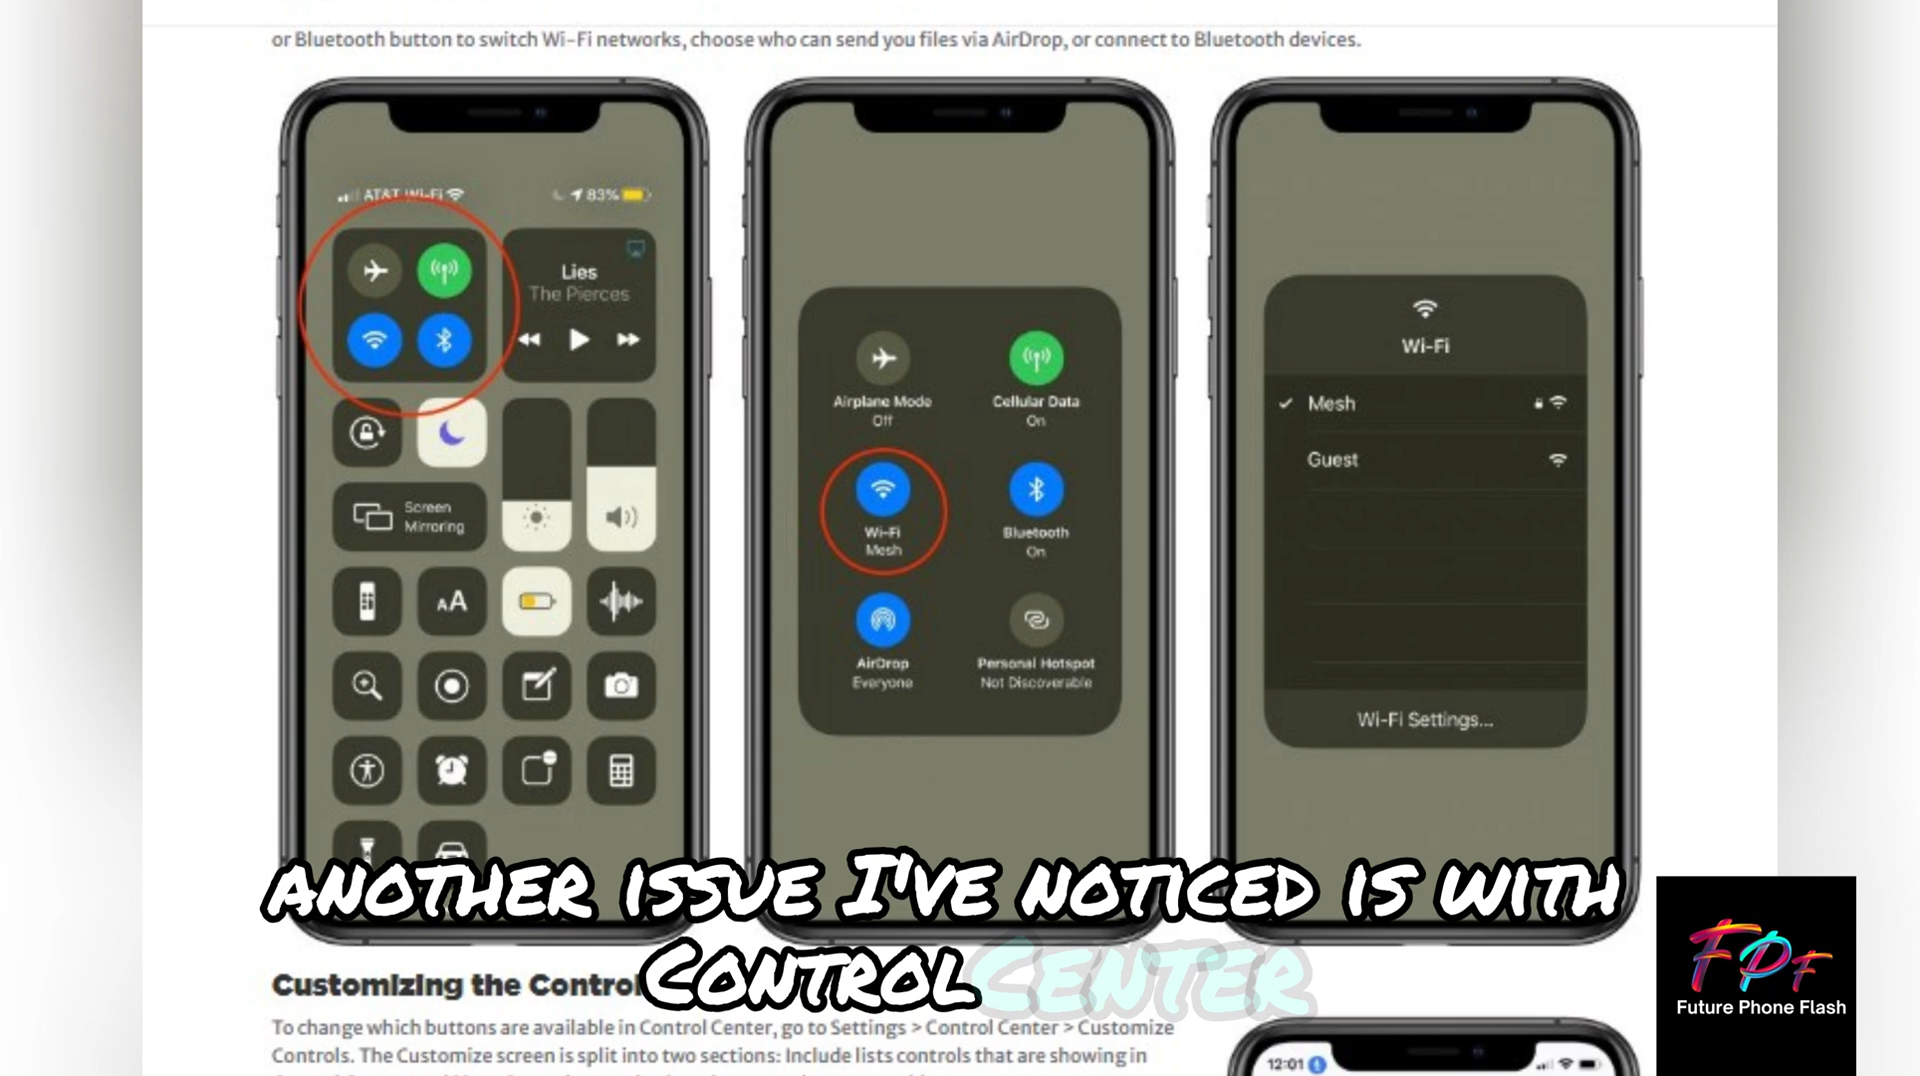 or Bluetooth button to switch Wi-Fi networks, choose who can send you files via AirDrop, or connect to Bluetooth devices.
AT&T Wi-Fi
83%
Lies
The Pierces
Screen
Mirroring
AA
Airplane Mode
Off
Cellular Data
On
Wi-Fi
Mesh
Bluetooth
On
AirDrop
Everyone
Personal Hotspot
Not Discoverable
Wi-Fi
Mesh
Guest
Wi-Fi Settings...
ANOTHER ISSUE I'VE NOTICED IS WITH
CONTROL CENTER
Customizing the Control
To change which buttons are available in Control Center, go to Settings > Control Center > Customize
Controls. The Customize screen is split into two sections: Include lists controls that are showing in
12:01
FPF
Future Phone Flash